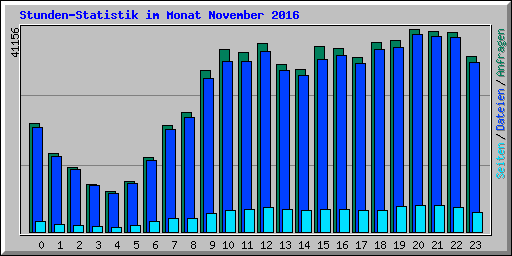 Stunden-Statistik im Monat November 2016
41156
Seiten / Dateien / Anfragen
0 1 2 3 4 5 6 7 8 9 10 11 12 13 14 15 16 17 18 19 20 21 22 23